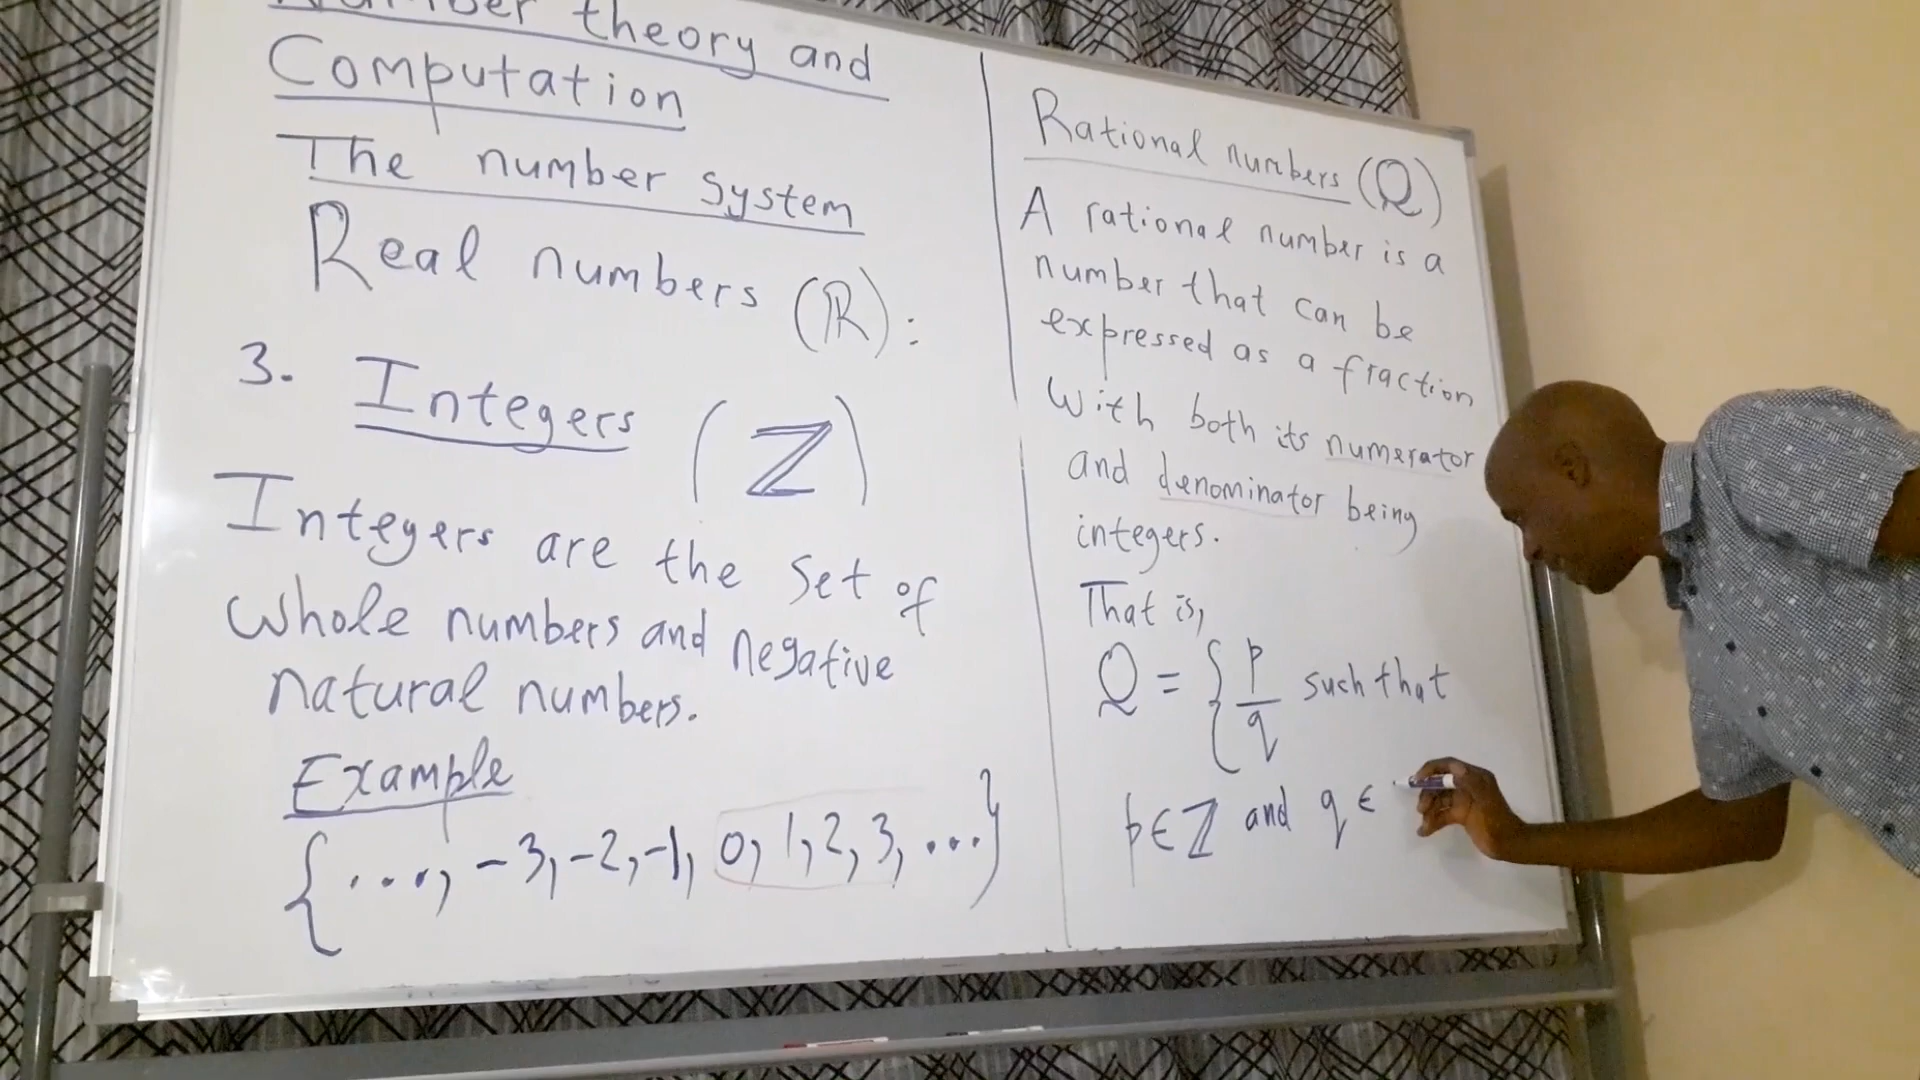 Number theory and
Computation
The number system
Real numbers (ℝ):
3. Integers (ℤ)
Integers are the set of
whole numbers and negative
natural numbers.
Example
{..., -3, -2, -1, 0, 1, 2, 3, ...}
Rational numbers (ℚ)
A rational number is a
number that can be
expressed as a fraction
With both its numerator
and denominator being
integers.
That is,
ℚ = { p/q such that
p∈ℤ and q∈